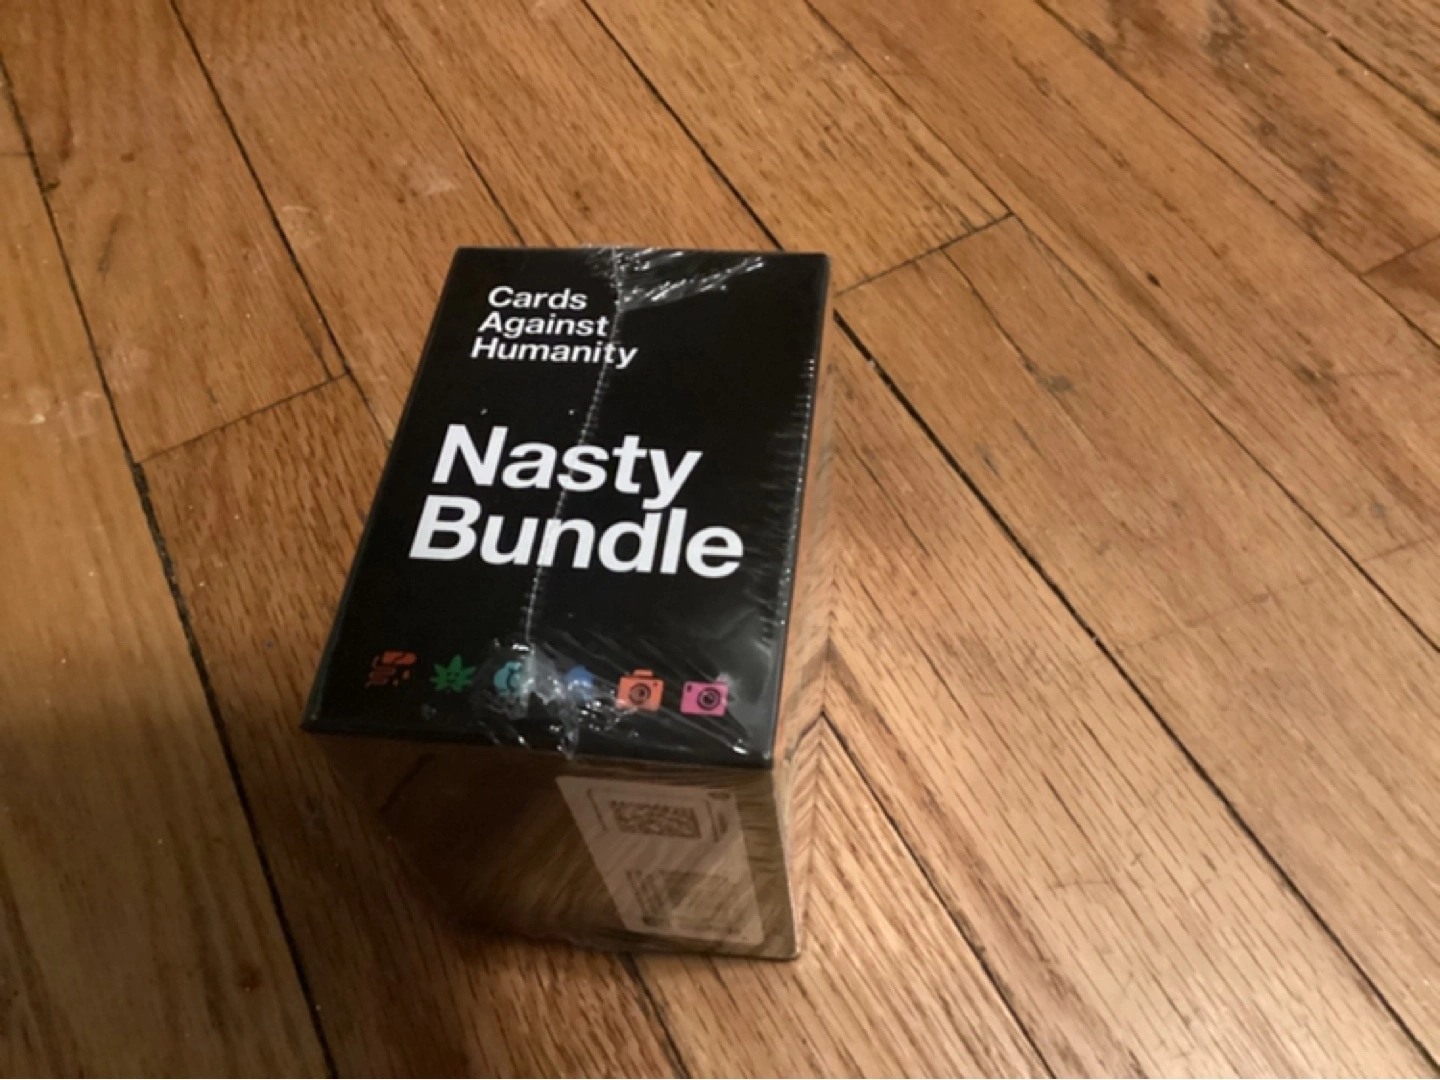 Cards
Against
Humanity
Nasty
Bundle